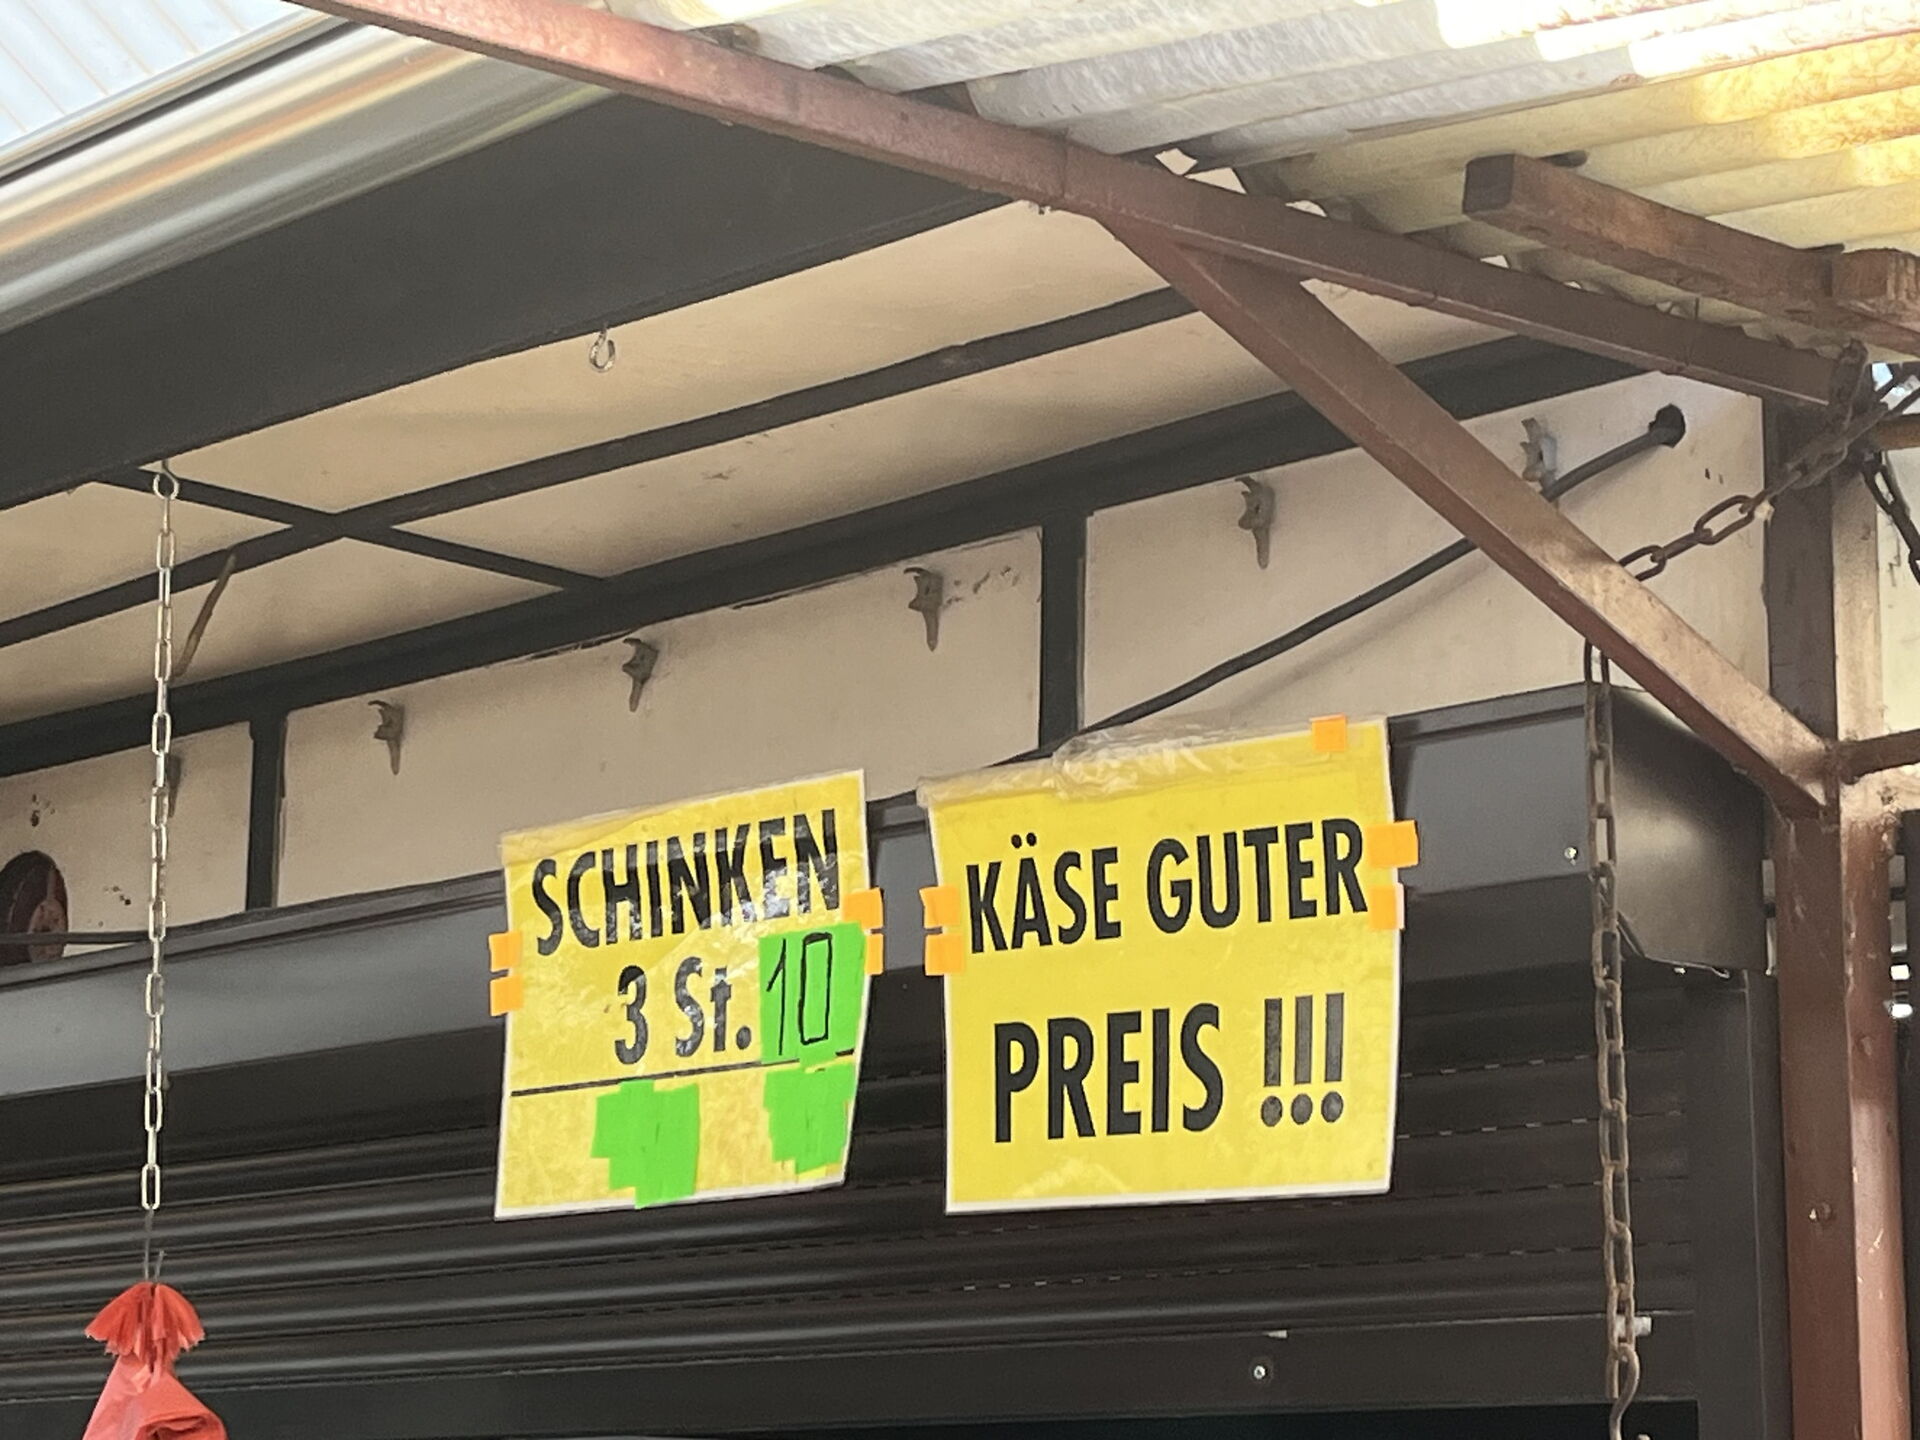 SCHINKEN
3 St. 10
KÄSE GUTER
PREIS !!!